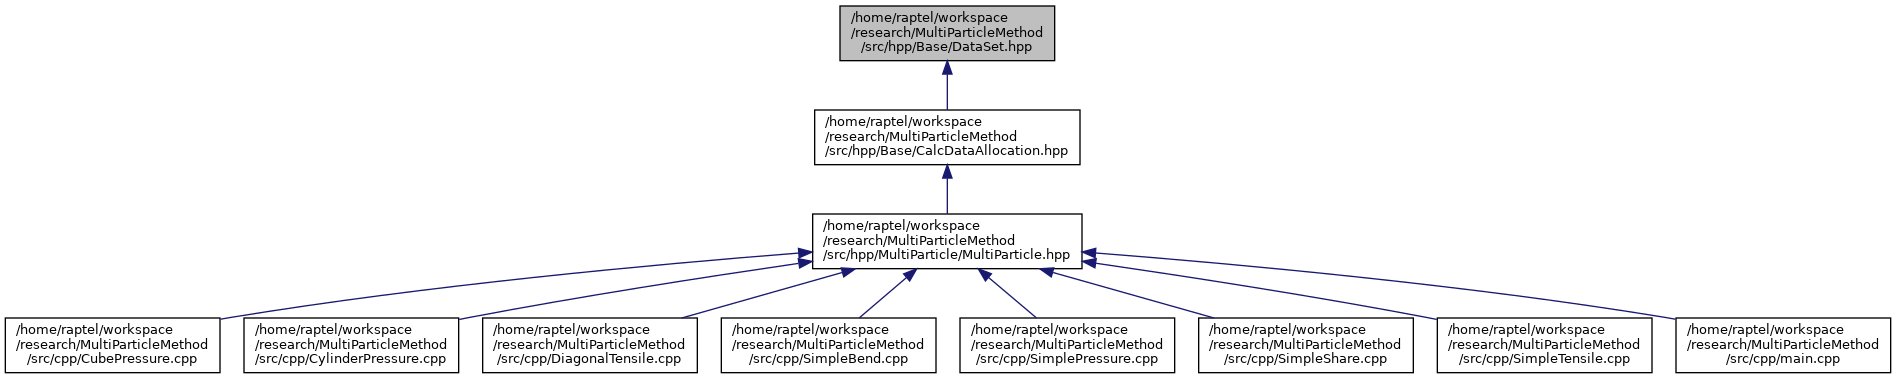 /home/raptel/workspace
/research/MultiParticleMethod
/src/hpp/Base/DataSet.hpp
/home/raptel/workspace
/research/MultiParticleMethod
/src/hpp/Base/CalcDataAllocation.hpp
/home/raptel/workspace
/research/MultiParticleMethod
/src/hpp/MultiParticle/MultiParticle.hpp
/home/raptel/workspace
/research/MultiParticleMethod
/src/cpp/CubePressure.cpp
/home/raptel/workspace
/research/MultiParticleMethod
/src/cpp/CylinderPressure.cpp
/home/raptel/workspace
/research/MultiParticleMethod
/src/cpp/DiagonalTensile.cpp
/home/raptel/workspace
/research/MultiParticleMethod
/src/cpp/SimpleBend.cpp
/home/raptel/workspace
/research/MultiParticleMethod
/src/cpp/SimplePressure.cpp
/home/raptel/workspace
/research/MultiParticleMethod
/src/cpp/SimpleShare.cpp
/home/raptel/workspace
/research/MultiParticleMethod
/src/cpp/SimpleTensile.cpp
/home/raptel/workspace
/research/MultiParticleMethod
/src/cpp/main.cpp